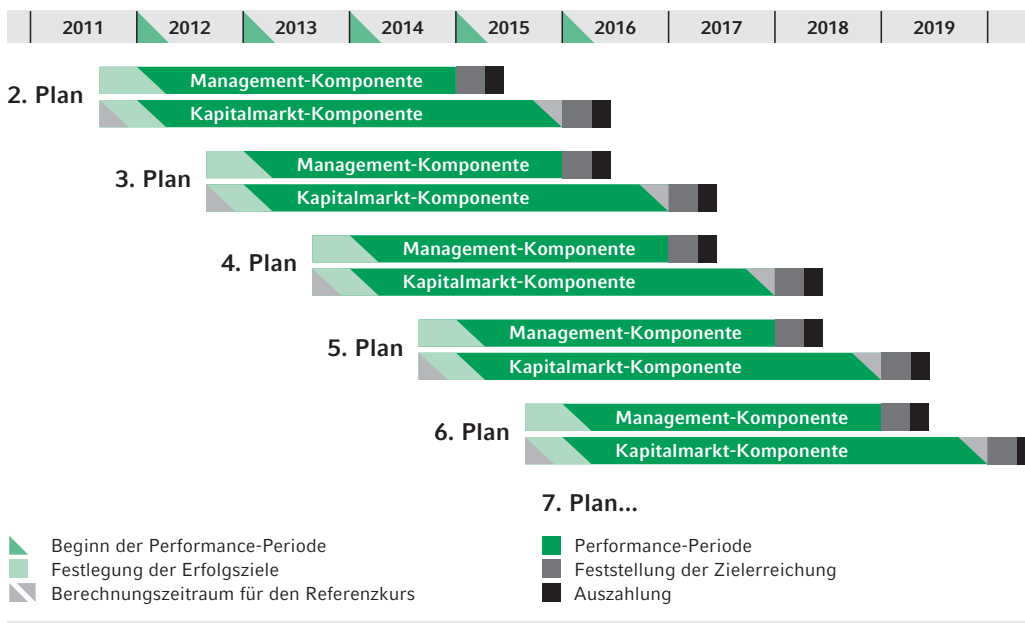 2011 2012 2013 2014 2015 2016 2017 2018 2019
2. Plan
Management-Komponente
Kapitalmarkt-Komponente
3. Plan
Management-Komponente
Kapitalmarkt-Komponente
4. Plan
Management-Komponente
Kapitalmarkt-Komponente
5. Plan
Management-Komponente
Kapitalmarkt-Komponente
6. Plan
Management-Komponente
Kapitalmarkt-Komponente
7. Plan...
Beginn der Performance-Periode
Festlegung der Erfolgsziele
Berechnungszeitraum für den Referenzkurs
Performance-Periode
Feststellung der Zielerreichung
Auszahlung